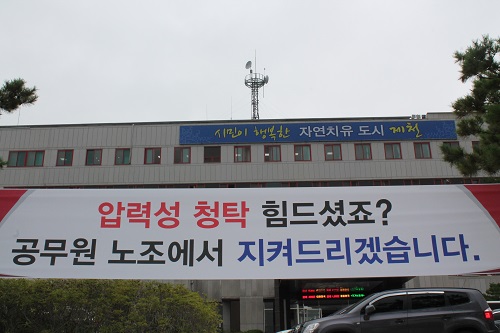 시민이 행복한 자연치유 도시 제천
압력성 청탁 힘드셨죠?
공무원 노조에서 지켜드리겠습니다.